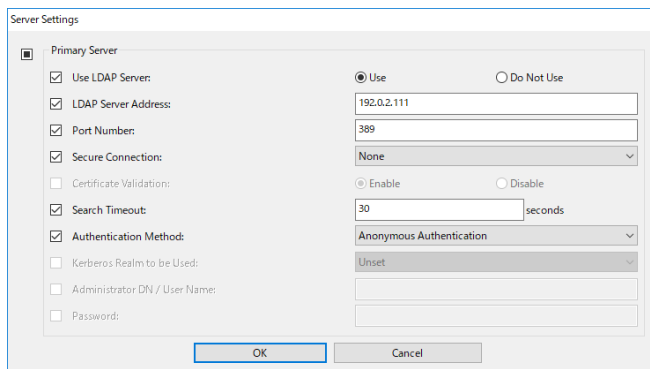 Server Settings
Primary Server
Use LDAP Server: Use Do Not Use
LDAP Server Address: 192.0.2.111
Port Number: 389
Secure Connection: None
Certificate Validation: Enable Disable
Search Timeout: 30 seconds
Authentication Method: Anonymous Authentication
Kerberos Realm to be Used: Unset
Administrator DN / User Name:
Password:
OK Cancel